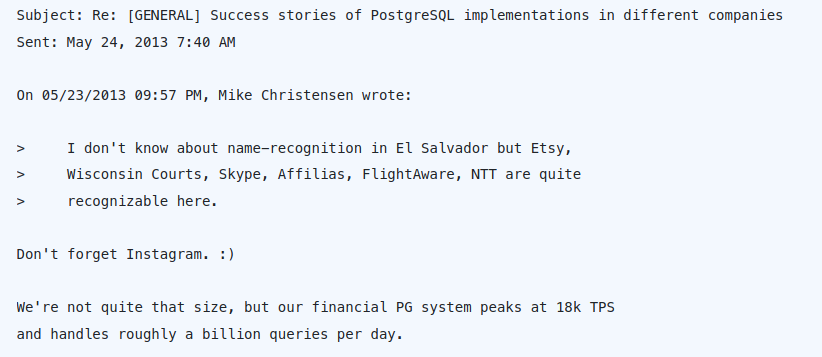 Subject: Re: [GENERAL] Success stories of PostgreSQL implementations in different companies
Sent: May 24, 2013 7:40 AM
On 05/23/2013 09:57 PM, Mike Christensen wrote:
> I don't know about name-recognition in El Salvador but Etsy,
> Wisconsin Courts, Skype, Affilias, FlightAware, NTT are quite
> recognizable here.
Don't forget Instagram. :)
We're not quite that size, but our financial PG system peaks at 18k TPS
and handles roughly a billion queries per day.